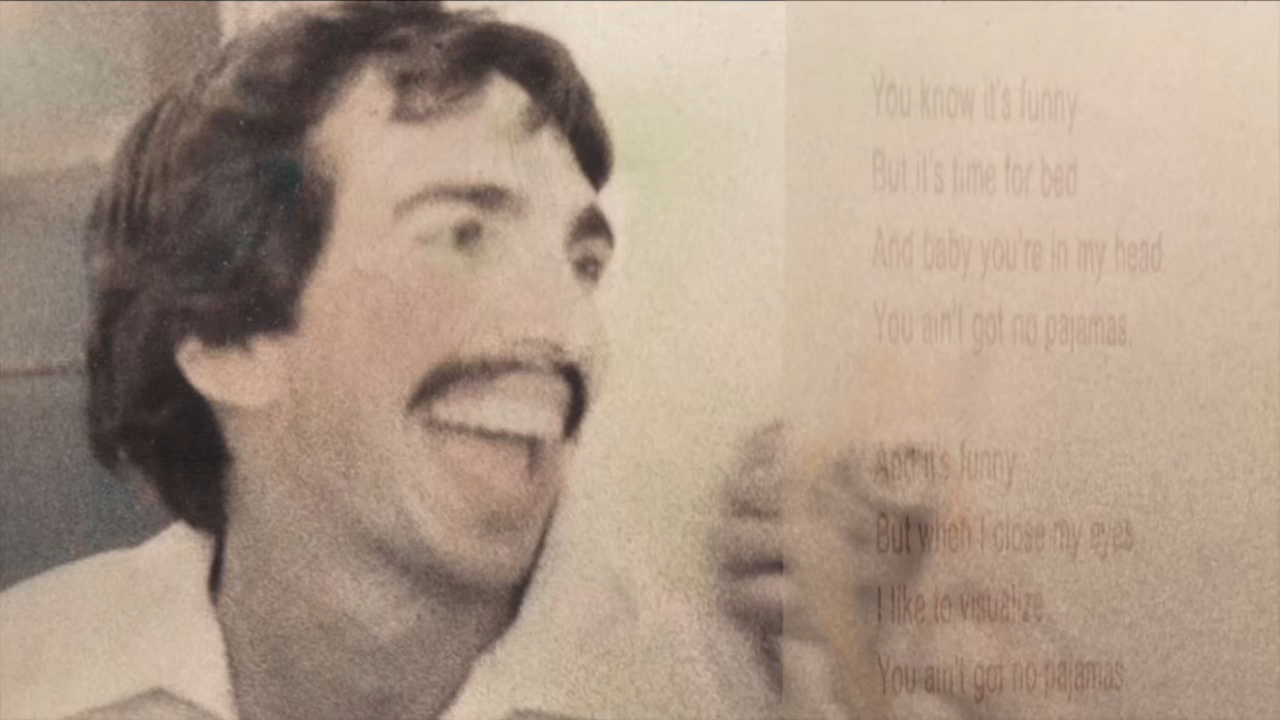 You know it's funny
But it's time for bed
And baby you're in my head.
You ain't got no pajamas.
And it's funny
But when I close my eyes
I like to visualize
You ain't got no pajamas